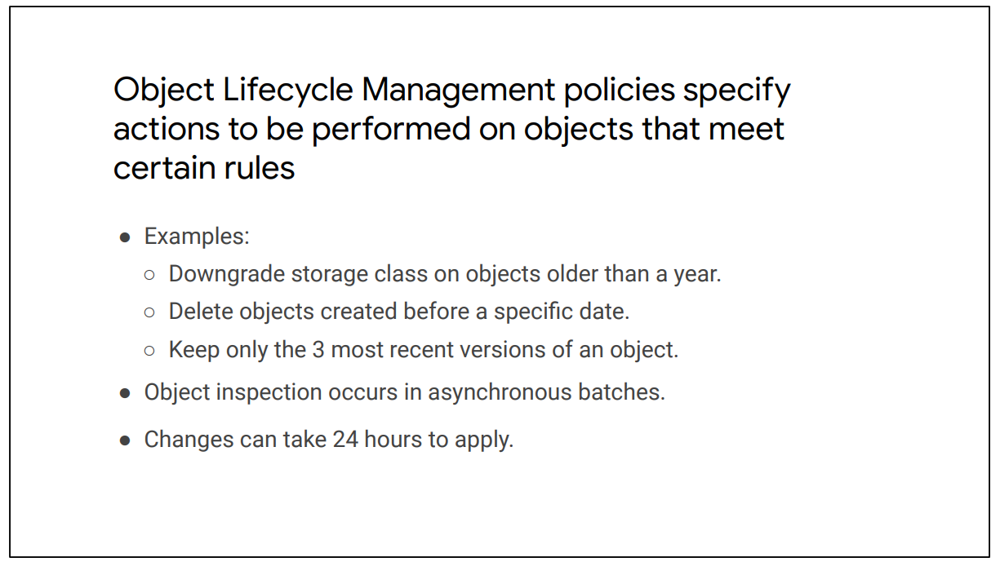 Object Lifecycle Management policies specify
actions to be performed on objects that meet
certain rules
● Examples:
○ Downgrade storage class on objects older than a year.
○ Delete objects created before a specific date.
○ Keep only the 3 most recent versions of an object.
● Object inspection occurs in asynchronous batches.
● Changes can take 24 hours to apply.